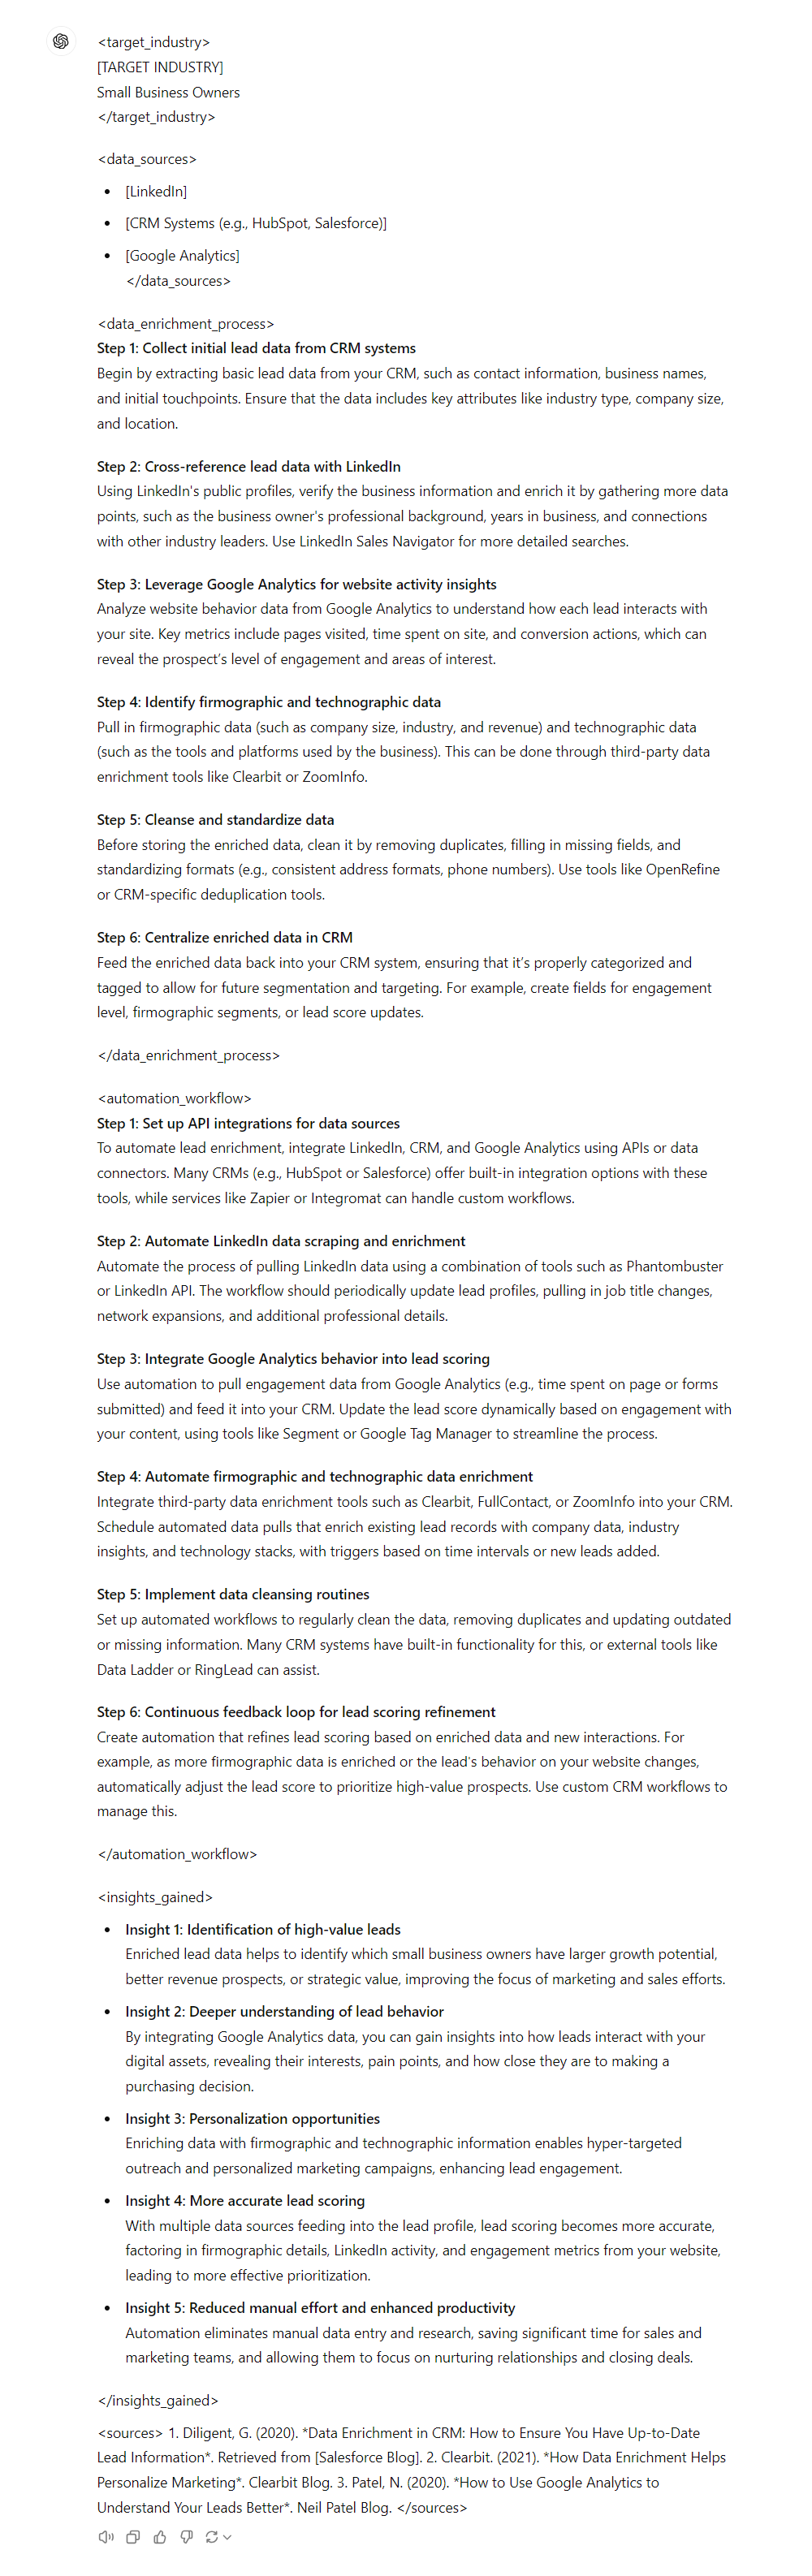 <target_industry>
[TARGET INDUSTRY]
Small Business Owners
</target_industry>
<data_sources>
• [LinkedIn]
• [CRM Systems (e.g., HubSpot, Salesforce)]
• [Google Analytics]
</data_sources>
<data_enrichment_process>
Step 1: Collect initial lead data from CRM systems
Begin by extracting basic lead data from your CRM, such as contact information, business names,
and initial touchpoints. Ensure that the data includes key attributes like industry type, company size,
and location.
Step 2: Cross-reference lead data with LinkedIn
Using LinkedIn's public profiles, verify the business information and enrich it by gathering more data
points, such as the business owner's professional background, years in business, and connections
with other industry leaders. Use LinkedIn Sales Navigator for more detailed searches.
Step 3: Leverage Google Analytics for website activity insights
Analyze website behavior data from Google Analytics to understand how each lead interacts with
your site. Key metrics include pages visited, time spent on site, and conversion actions, which can
reveal the prospect's level of engagement and areas of interest.
Step 4: Identify firmographic and technographic data
Pull in firmographic data (such as company size, industry, and revenue) and technographic data
(such as the tools and platforms used by the business). This can be done through third-party data
enrichment tools like Clearbit or ZoomInfo.
Step 5: Cleanse and standardize data
Before storing the enriched data, clean it by removing duplicates, filling in missing fields, and
standardizing formats (e.g., consistent address formats, phone numbers). Use tools like OpenRefine
or CRM-specific deduplication tools.
Step 6: Centralize enriched data in CRM
Feed the enriched data back into your CRM system, ensuring that it's properly categorized and
tagged to allow for future segmentation and targeting. For example, create fields for engagement
level, firmographic segments, or lead score updates.
</data_enrichment_process>
<automation_workflow>
Step 1: Set up API integrations for data sources
To automate lead enrichment, integrate LinkedIn, CRM, and Google Analytics using APIs or data
connectors. Many CRMs (e.g., HubSpot or Salesforce) offer built-in integration options with these
tools, while services like Zapier or Integromat can handle custom workflows.
Step 2: Automate LinkedIn data scraping and enrichment
Automate the process of pulling LinkedIn data using a combination of tools such as Phantombuster
or LinkedIn API. The workflow should periodically update lead profiles, pulling in job title changes,
network expansions, and additional professional details.
Step 3: Integrate Google Analytics behavior into lead scoring
Use automation to pull engagement data from Google Analytics (e.g., time spent on page or forms
submitted) and feed it into your CRM. Update the lead score dynamically based on engagement with
your content, using tools like Segment or Google Tag Manager to streamline the process.
Step 4: Automate firmographic and technographic data enrichment
Integrate third-party data enrichment tools such as Clearbit, FullContact, or ZoomInfo into your CRM.
Schedule automated data pulls that enrich existing lead records with company data, industry
insights, and technology stacks, with triggers based on time intervals or new leads added.
Step 5: Implement data cleansing routines
Set up automated workflows to regularly clean the data, removing duplicates and updating outdated
or missing information. Many CRM systems have built-in functionality for this, or external tools like
Data Ladder or RingLead can assist.
Step 6: Continuous feedback loop for lead scoring refinement
Create automation that refines lead scoring based on enriched data and new interactions. For
example, as more firmographic data is enriched or the lead's behavior on your website changes,
automatically adjust the lead score to prioritize high-value prospects. Use custom CRM workflows to
manage this.
</automation_workflow>
<insights_gained>
• Insight 1: Identification of high-value leads
Enriched lead data helps to identify which small business owners have larger growth potential,
better revenue prospects, or strategic value, improving the focus of marketing and sales efforts.
• Insight 2: Deeper understanding of lead behavior
By integrating Google Analytics data, you can gain insights into how leads interact with your
digital assets, revealing their interests, pain points, and how close they are to making a
purchasing decision.
• Insight 3: Personalization opportunities
Enriching data with firmographic and technographic information enables hyper-targeted
outreach and personalized marketing campaigns, enhancing lead engagement.
• Insight 4: More accurate lead scoring
With multiple data sources feeding into the lead profile, lead scoring becomes more accurate,
factoring in firmographic details, LinkedIn activity, and engagement metrics from your website,
leading to more effective prioritization.
• Insight 5: Reduced manual effort and enhanced productivity
Automation eliminates manual data entry and research, saving significant time for sales and
marketing teams, and allowing them to focus on nurturing relationships and closing deals.
</insights_gained>
<sources> 1. Diligent, G. (2020). *Data Enrichment in CRM: How to Ensure You Have Up-to-Date
Lead Information*. Retrieved from [Salesforce Blog]. 2. Clearbit. (2021). *How Data Enrichment Helps
Personalize Marketing*. Clearbit Blog. 3. Patel, N. (2020). *How to Use Google Analytics to
Understand Your Leads Better*. Neil Patel Blog. </sources>